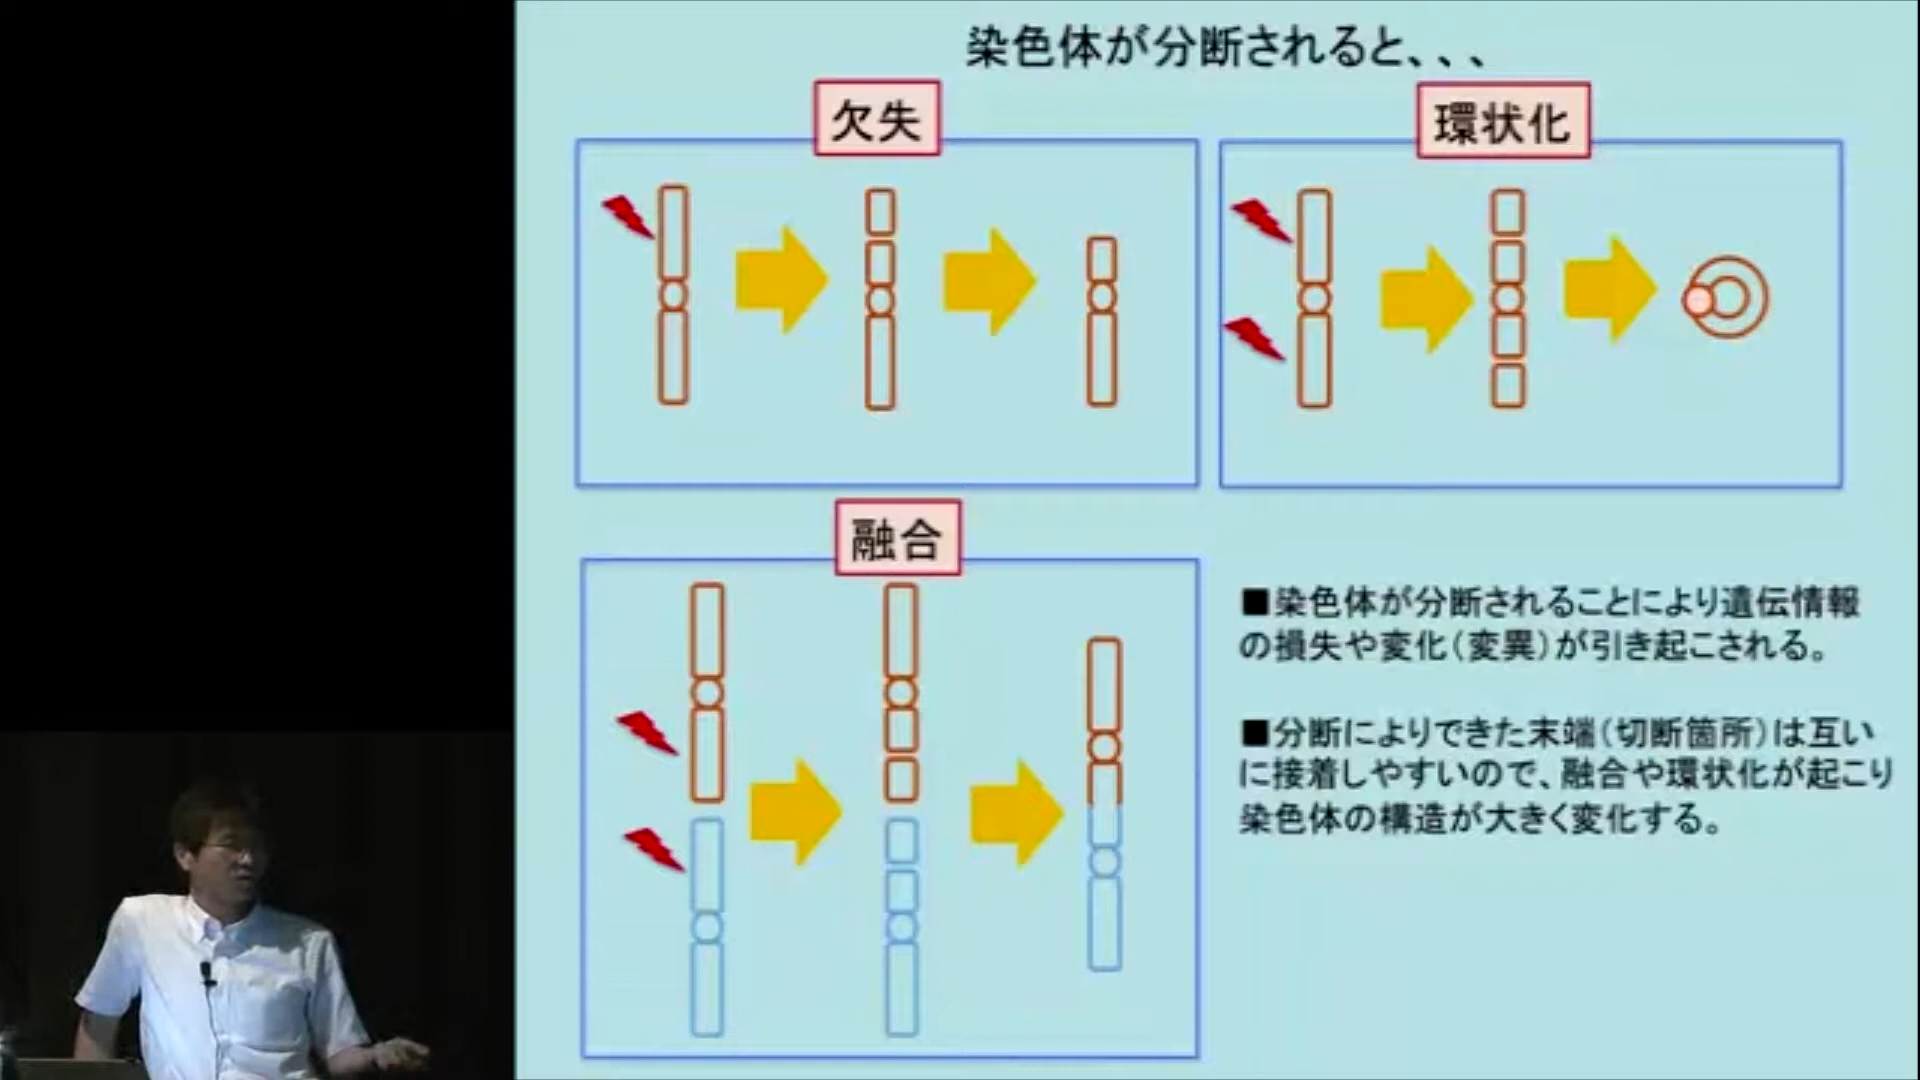 染色体が分断されると、、、
欠失
環状化
融合
■染色体が分断されることにより遺伝情報
の損失や変化（変異）が引き起こされる。
■分断によりできた末端（切断箇所）は互い
に接着しやすいので、融合や環状化が起こり
染色体の構造が大きく変化する。